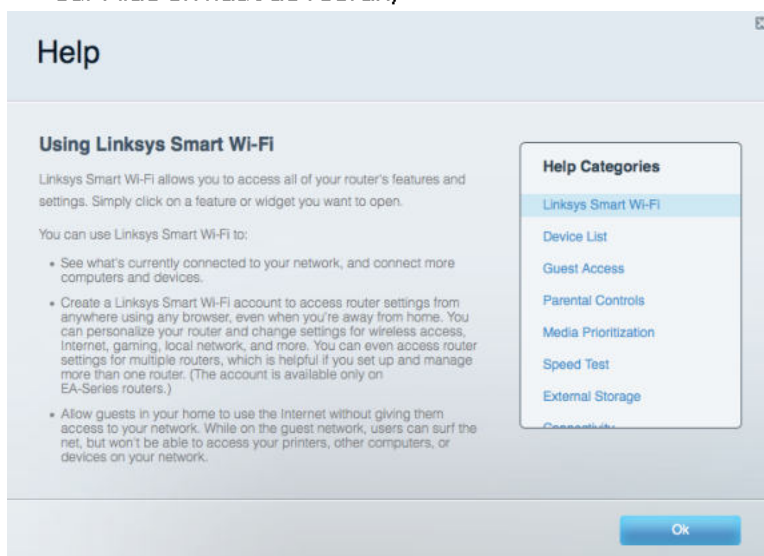 Help
Using Linksys Smart Wi-Fi
Linksys Smart Wi-Fi allows you to access all of your router's features and
settings. Simply click on a feature or widget you want to open.
You can use Linksys Smart Wi-Fi to:
• See what's currently connected to your network, and connect more
computers and devices.
• Create a Linksys Smart Wi-Fi account to access router settings from
anywhere using any browser, even when you're away from home. You
can personalize your router and change settings for wireless access,
Internet, gaming, local network, and more. You can even access router
settings for multiple routers, which is helpful if you set up and manage
more than one router. (The account is available only on
EA-Series routers.)
• Allow guests in your home to use the Internet without giving them
access to your network. While on the guest network, users can surf the
net, but won't be able to access your printers, other computers, or
devices on your network.
Help Categories
Linksys Smart Wi-Fi
Device List
Guest Access
Parental Controls
Media Prioritization
Speed Test
External Storage
Connectivity
Ok